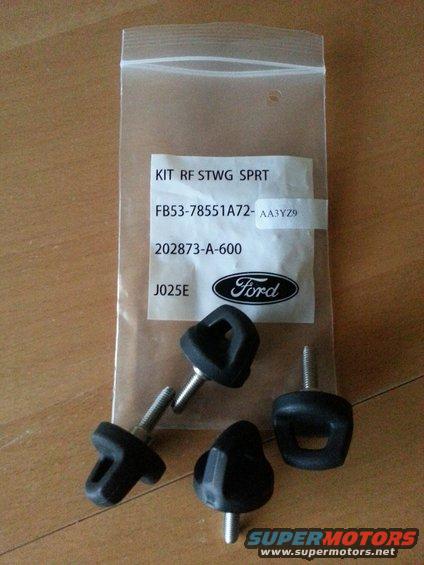 KIT RF STWG SPRT
FB53-78551A72- AA3YZ9
202873-A-600
J025E Ford
SUPERMOTORS
www.supermotors.net